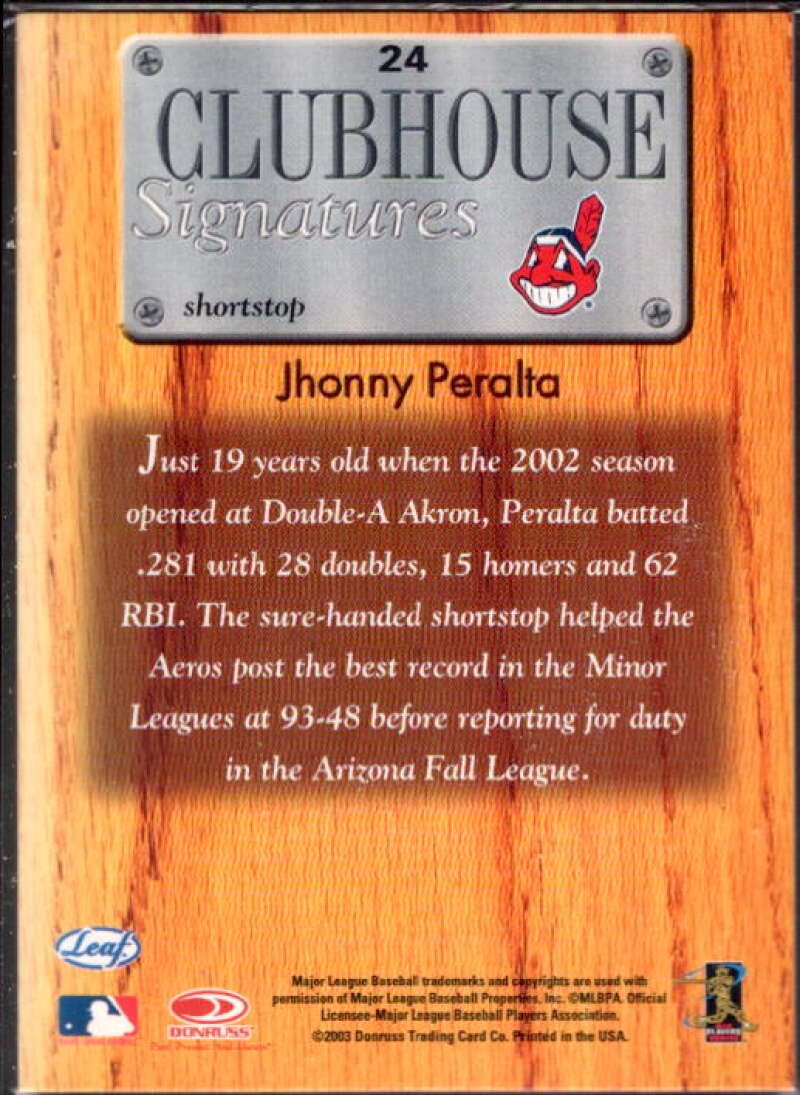 24
CLUBHOUSE
Signatures
shortstop
Jhonny Peralta
Just 19 years old when the 2002 season
opened at Double-A Akron, Peralta batted
.281 with 28 doubles, 15 homers and 62
RBI. The sure-handed shortstop helped the
Aeros post the best record in the Minor
Leagues at 93-48 before reporting for duty
in the Arizona Fall League.
Leaf
Major League Baseball trademarks and copyrights are used with
permission of Major League Baseball Properties, Inc. ©MLBPA. Official
Licensee-Major League Baseball Players Association.
©2003 Donruss Trading Card Co. Printed in the USA.
DONRUSS